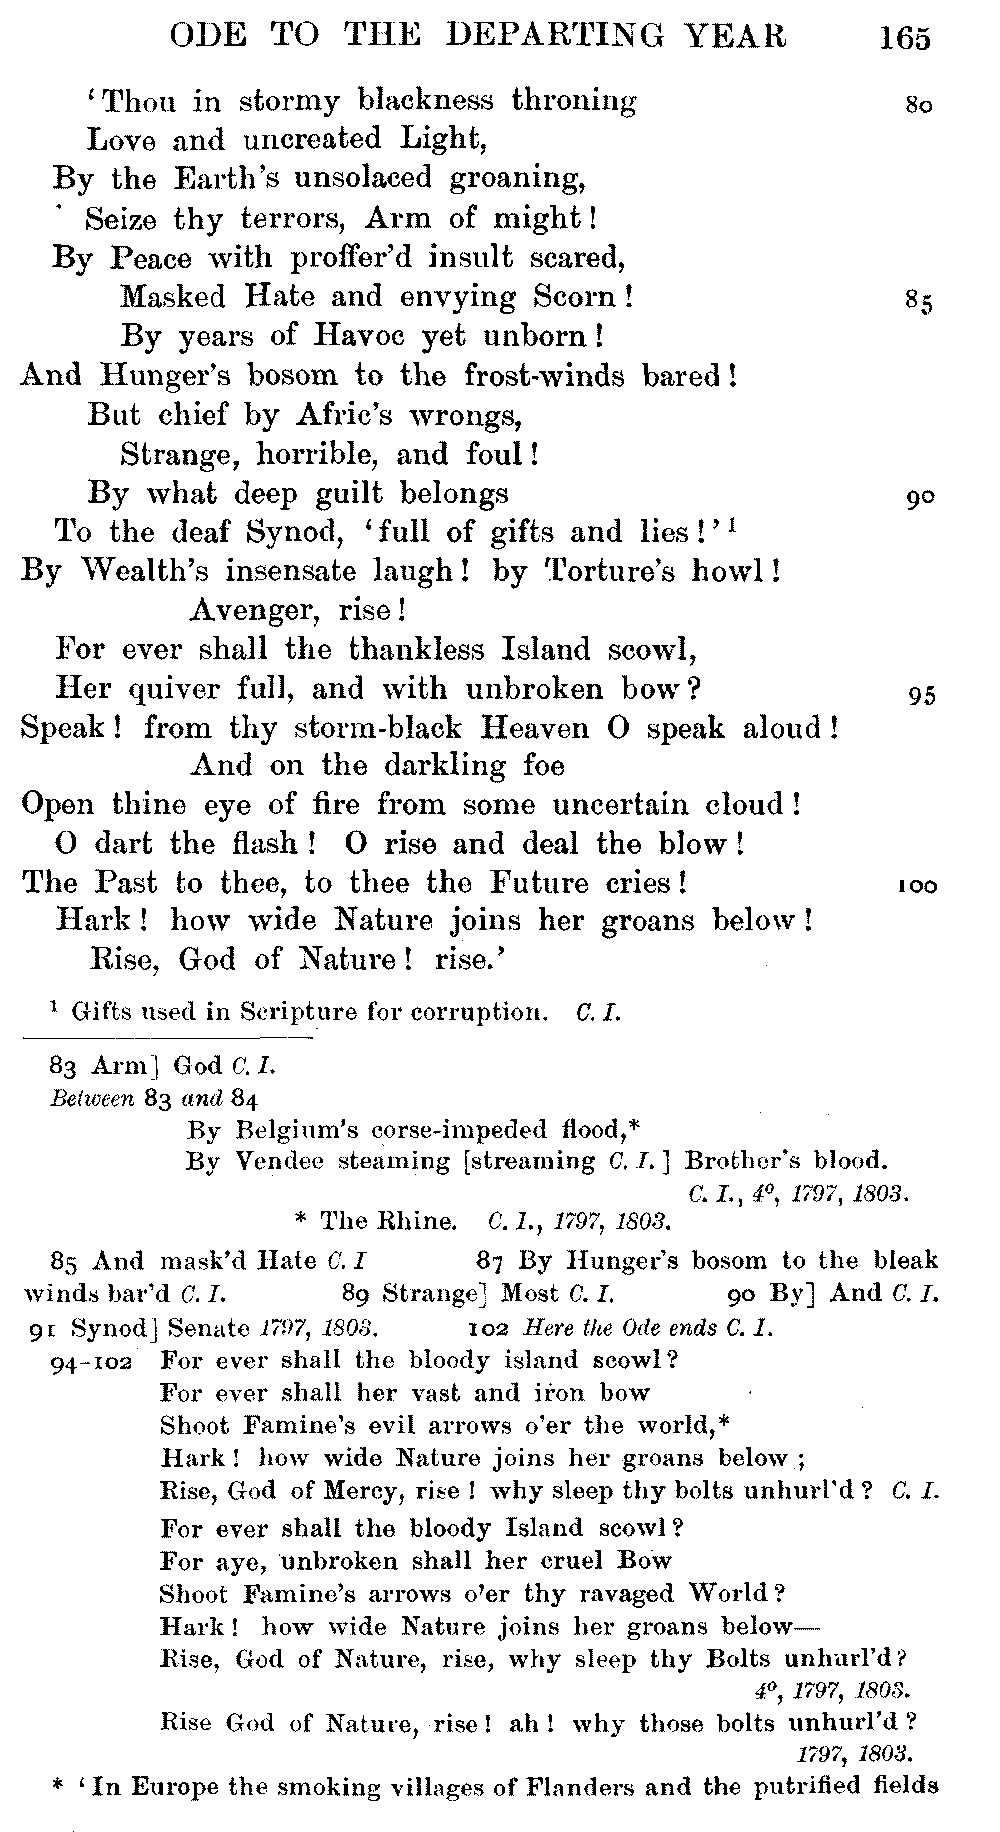 ODE TO THE DEPARTING YEAR 165
‘Thou in stormy blackness throning 80
Love and uncreated Light,
By the Earth’s unsolaced groaning,
Seize thy terrors, Arm of might!
By Peace with proffer’d insult scared,
Masked Hate and envying Scorn! 85
By years of Havoc yet unborn!
And Hunger’s bosom to the frost-winds bared!
But chief by Afric’s wrongs,
Strange, horrible, and foul!
By what deep guilt belongs 90
To the deaf Synod, ‘full of gifts and lies!’ ¹
By Wealth’s insensate laugh! by Torture’s howl!
Avenger, rise!
For ever shall the thankless Island scowl,
Her quiver full, and with unbroken bow? 95
Speak! from thy storm-black Heaven O speak aloud!
And on the darkling foe
Open thine eye of fire from some uncertain cloud!
O dart the flash! O rise and deal the blow!
The Past to thee, to thee the Future cries! 100
Hark! how wide Nature joins her groans below!
Rise, God of Nature! rise.’
¹ Gifts used in Scripture for corruption. C. I.
83 Arm] God C. I.
Between 83 and 84
By Belgium’s corse-impeded flood,*
By Vendee steaming [streaming C. I.] Brother’s blood.
C. I., 4º, 1797, 1803.
* The Rhine. C. I., 1797, 1803.
85 And mask’d Hate C. I 87 By Hunger’s bosom to the bleak
winds bar’d C. I. 89 Strange] Most C. I. 90 By] And C. I.
91 Synod] Senate 1797, 1803. 102 Here the Ode ends C. I.
94-102 For ever shall the bloody island scowl?
For ever shall her vast and iron bow
Shoot Famine’s evil arrows o’er the world,*
Hark! how wide Nature joins her groans below;
Rise, God of Mercy, rise! why sleep thy bolts unhurl’d? C. I.
For ever shall the bloody Island scowl?
For aye, unbroken shall her cruel Bow
Shoot Famine’s arrows o’er thy ravaged World?
Hark! how wide Nature joins her groans below—
Rise, God of Nature, rise, why sleep thy Bolts unhurl’d?
4º, 1797, 1803.
Rise God of Nature, rise! ah! why those bolts unhurl’d?
1797, 1803.
* ‘In Europe the smoking villages of Flanders and the putrified fields